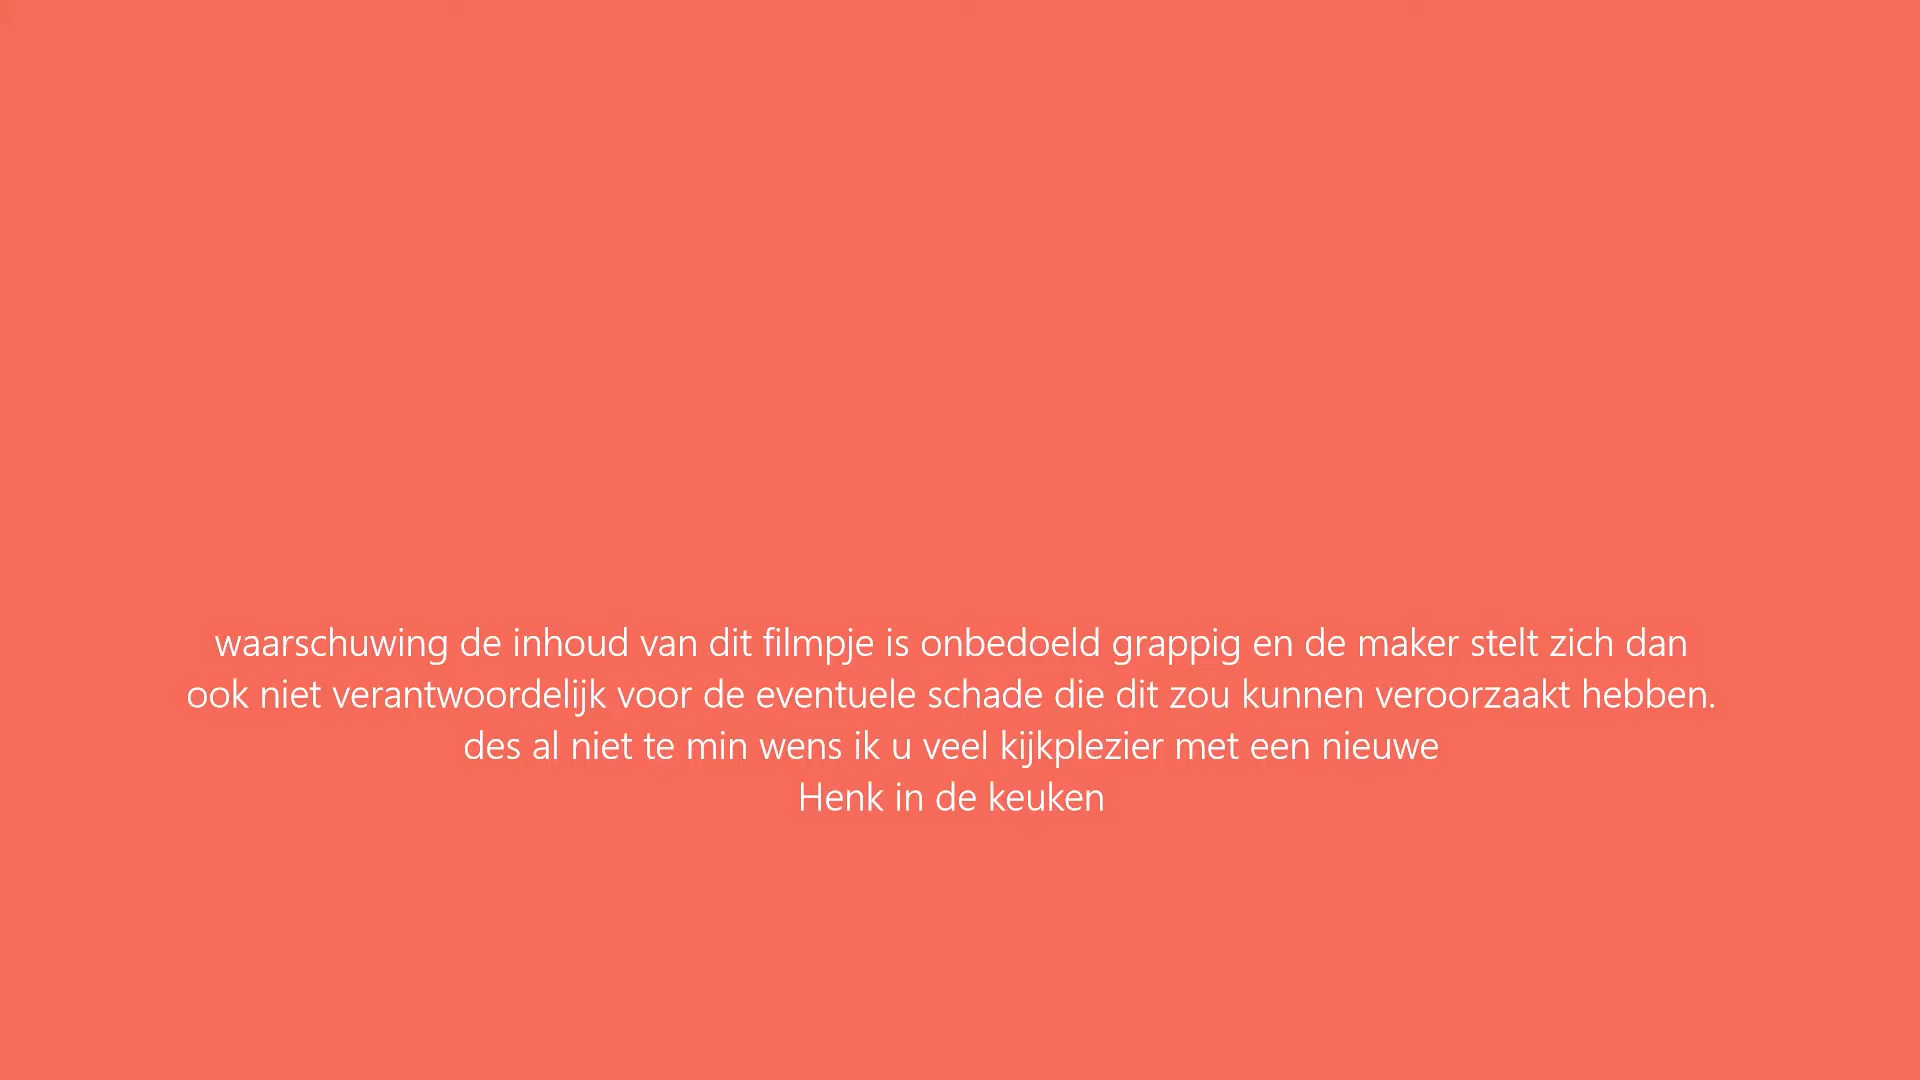 waarschuwing de inhoud van dit filmpje is onbedoeld grappig en de maker stelt zich dan
ook niet verantwoordelijk voor de eventuele schade die dit zou kunnen veroorzaakt hebben.
des al niet te min wens ik u veel kijkplezier met een nieuwe
Henk in de keuken